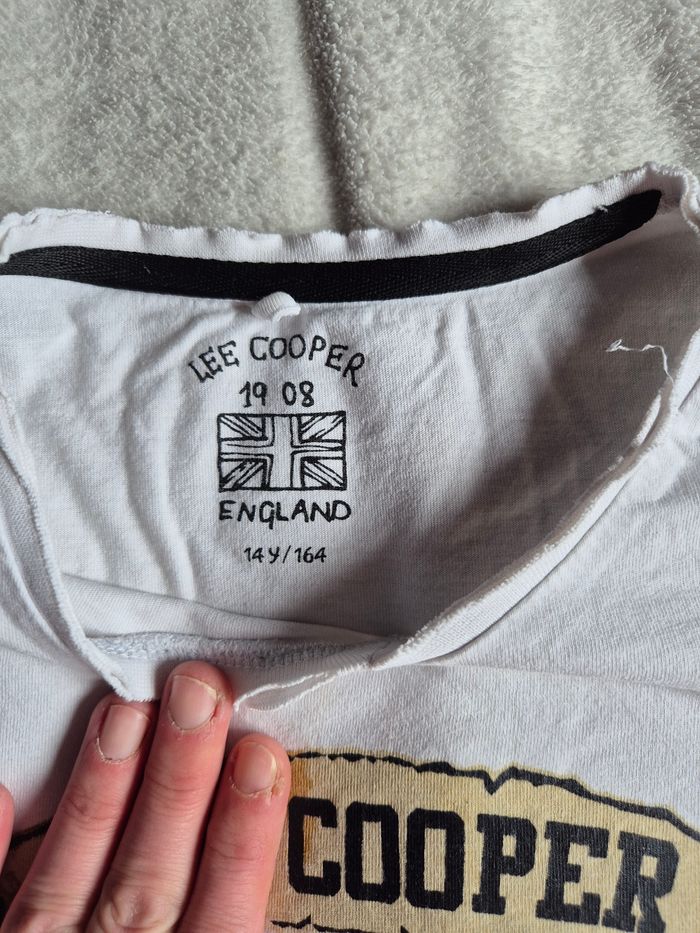 LEE COOPER
19 08
ENGLAND
14Y/164
COOPER